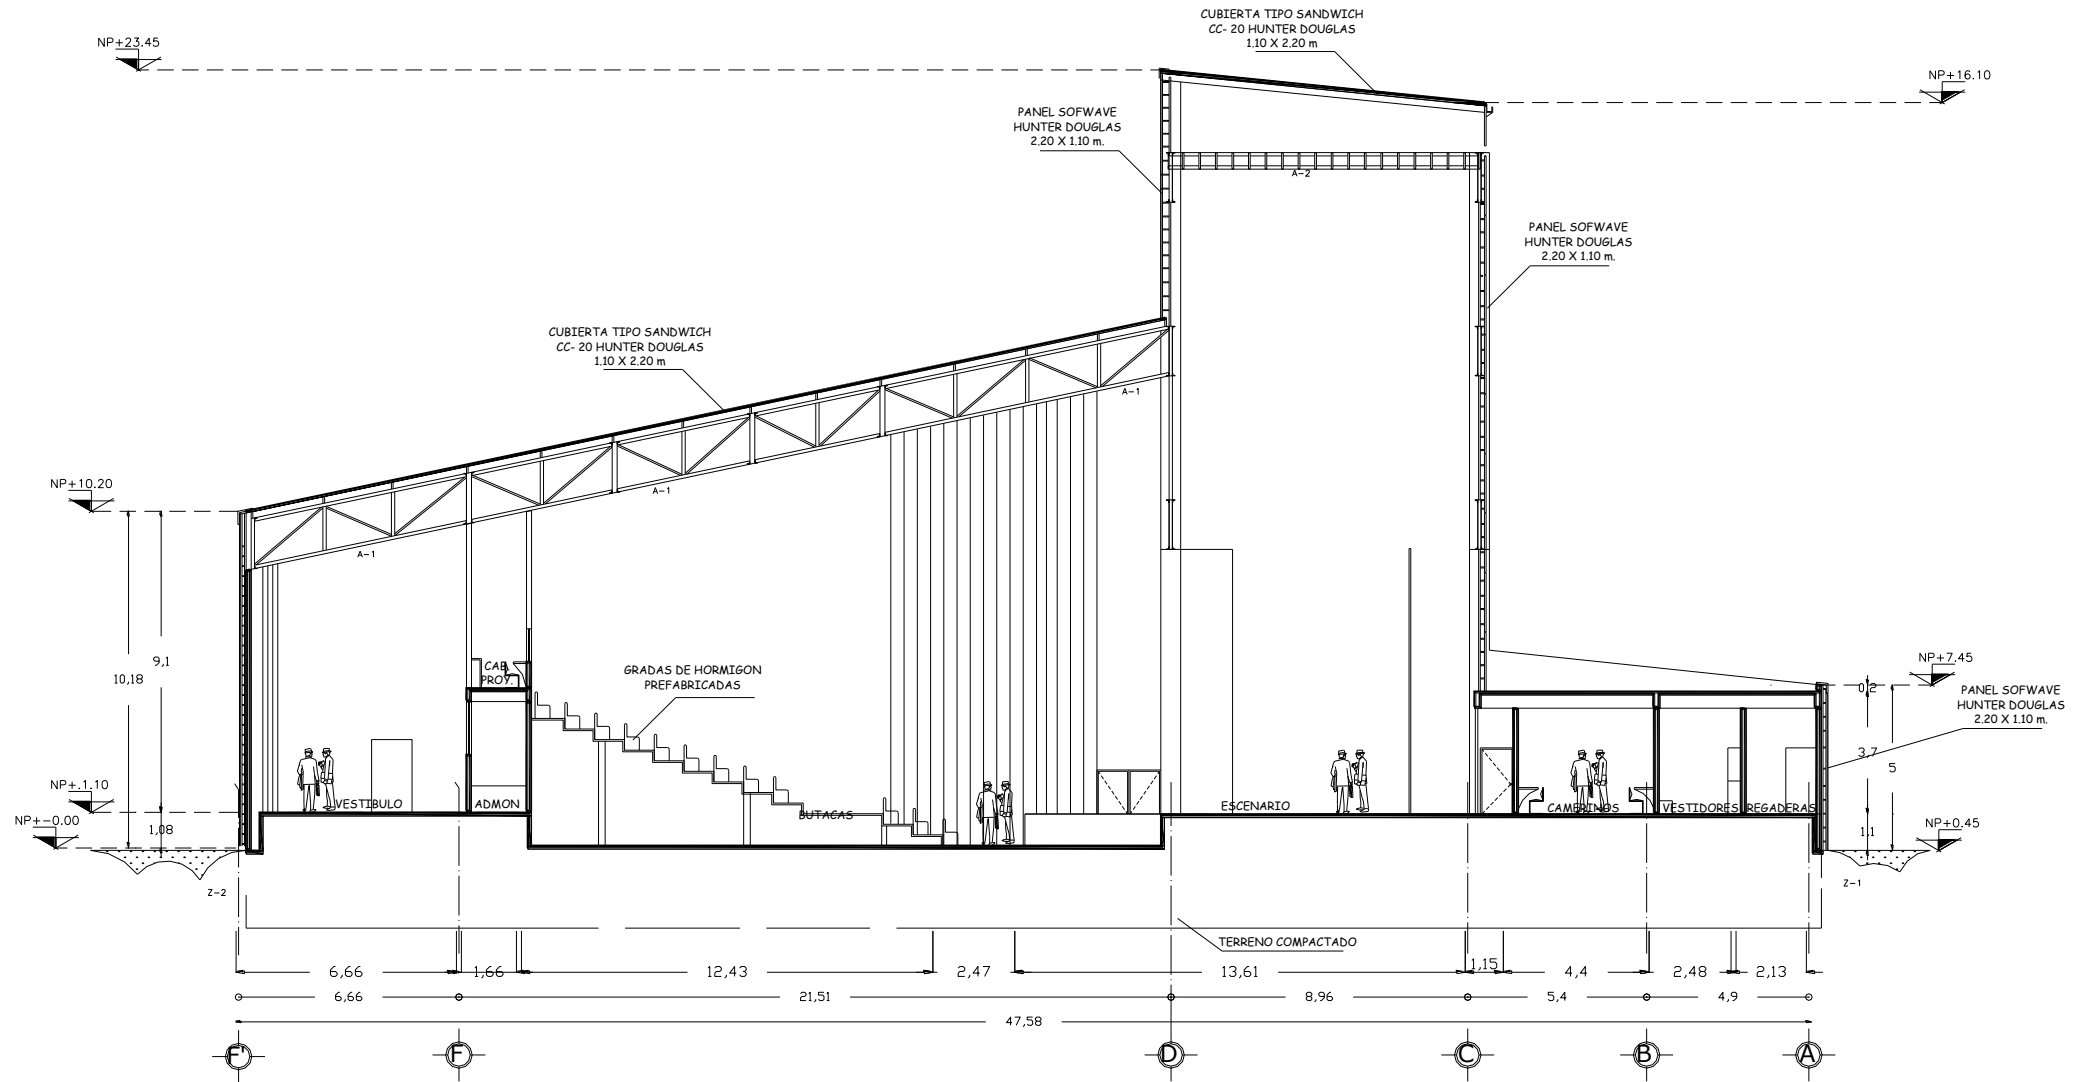 CUBIERTA TIPO SANDWICH
CC- 20 HUNTER DOUGLAS
1.10 X 2.20 m
NP+23.45
NP+16.10
PANEL SOFWAVE
HUNTER DOUGLAS
2.20 X 1.10 m.
A-2
PANEL SOFWAVE
HUNTER DOUGLAS
2.20 X 1.10 m.
CUBIERTA TIPO SANDWICH
CC- 20 HUNTER DOUGLAS
1.10 X 2.20 m
A-1
NP+10.20
A-1
A-1
9,1
10,18
CAB.
PROY.
GRADAS DE HORMIGON
PREFABRICADAS
NP+7.45
0,2
PANEL SOFWAVE
HUNTER DOUGLAS
2.20 X 1.10 m.
3,7
5
NP+.1.10
VESTIBULO
ADMON
BUTACAS
ESCENARIO
CAMERINOS
VESTIDORES
REGADERAS
NP+-0.00
1,08
1,1
NP+0.45
Z-2
Z-1
TERRENO COMPACTADO
6,66
1,66
12,43
2,47
13,61
1,15
4,4
2,48
2,13
6,66
21,51
8,96
5,4
4,9
47,58
F'
F
D
C
B
A